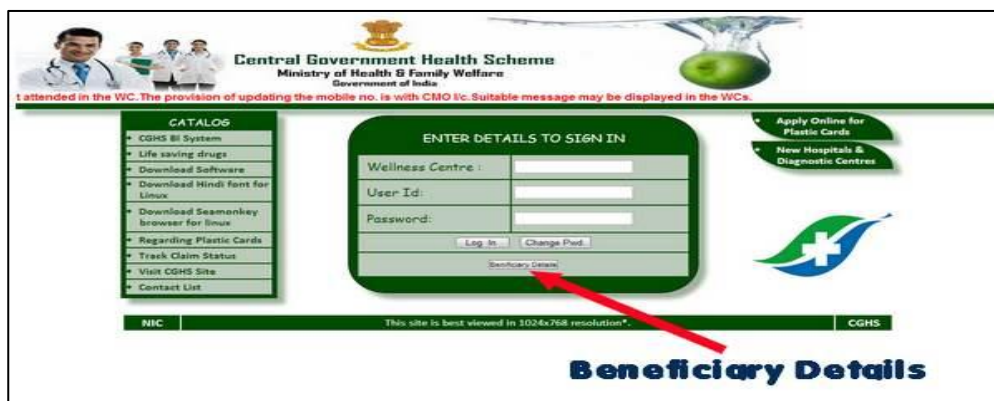 Central Government Health Scheme
Ministry of Health & Family Welfare
Government of India
t attended in the WC.The provision of updating the mobile no. is with CMO I/c.Suitable message may be displayed in the WCs.
CATALOG
CGHS BI System
Life saving drugs
Download Software
Download Hindi font for
Linux
Download Seamonkey
browser for linux
Regarding Plastic Cards
Track Claim Status
Visit CGHS Site
Contact List
ENTER DETAILS TO SIGN IN
Wellness Centre :
User Id:
Password:
Log In Change Pwd.
Benificiary Details
Apply Online for
Plastic Cards
New Hospitals &
Diagnostic Centres
NIC This site is best viewed in 1024x768 resolution". CGHS
Beneficiary Details